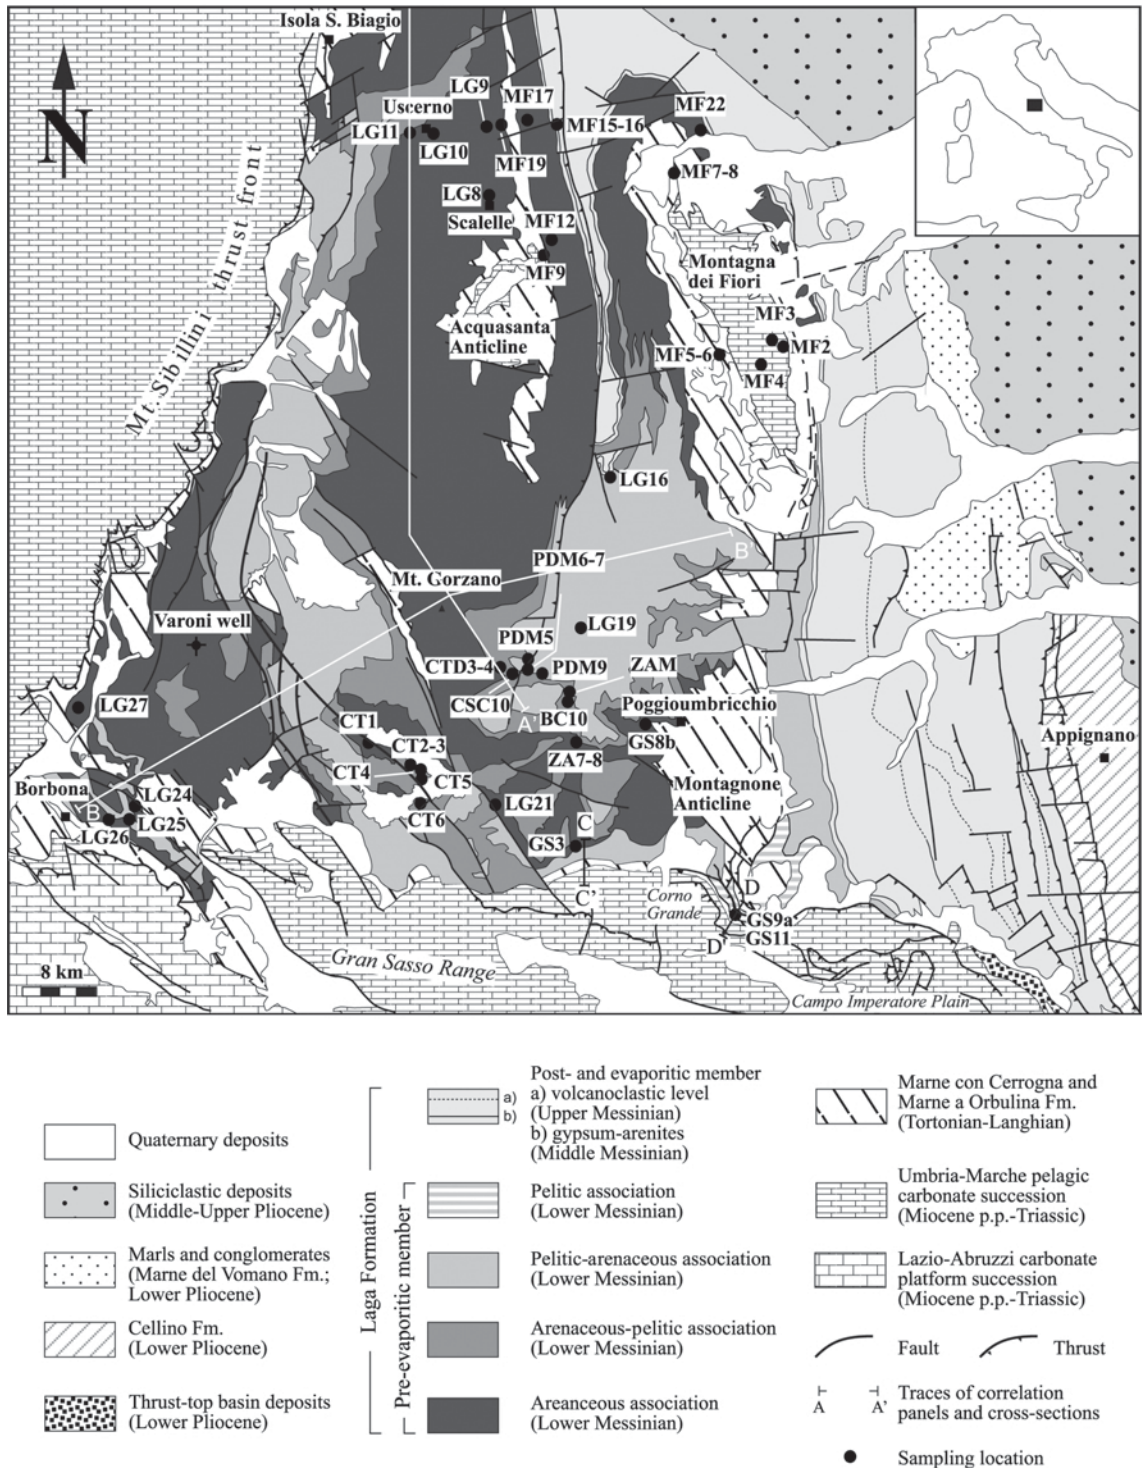 Isola S. Biagio
N
Mt. Sibillini thrust front
LG9
MF17
Uscerno
LG11
LG10
MF15-16
MF22
MF19
MF7-8
LG8
Scalelle
MF12
MF9
Montagna
dei Fiori
Acquasanta
Anticline
MF3
MF2
MF5-6
MF4
LG16
PDM6-7
B'
Mt. Gorzano
Varoni well
LG19
PDM5
CTD3-4
PDM9
ZAM
LG27
CSC10
A'
BC10
Poggioumbricchio
GS8b
Appignano
CT1
CT2-3
ZA7-8
CT4
CT5
Montagnone
Anticline
Borbona
B
LG24
LG25
LG26
CT6
LG21
GS3
C
C'
Corno
Grande
D
D'
GS9a
GS11
8 km
Gran Sasso Range
Campo Imperatore Plain
Quaternary deposits
Siliciclastic deposits
(Middle-Upper Pliocene)
Marls and conglomerates
(Marne del Vomano Fm.;
Lower Pliocene)
Cellino Fm.
(Lower Pliocene)
Thrust-top basin deposits
(Lower Pliocene)
Laga Formation
Pre-evaporitic member
a)
b)
Post- and evaporitic member
a) volcanoclastic level
(Upper Messinian)
b) gypsum-arenites
(Middle Messinian)
Pelitic association
(Lower Messinian)
Pelitic-arenaceous association
(Lower Messinian)
Arenaceous-pelitic association
(Lower Messinian)
Areanceous association
(Lower Messinian)
Marne con Cerrogna and
Marne a Orbulina Fm.
(Tortonian-Langhian)
Umbria-Marche pelagic
carbonate succession
(Miocene p.p.-Triassic)
Lazio-Abruzzi carbonate
platform succession
(Miocene p.p.-Triassic)
Fault
Thrust
A A'
Traces of correlation
panels and cross-sections
Sampling location